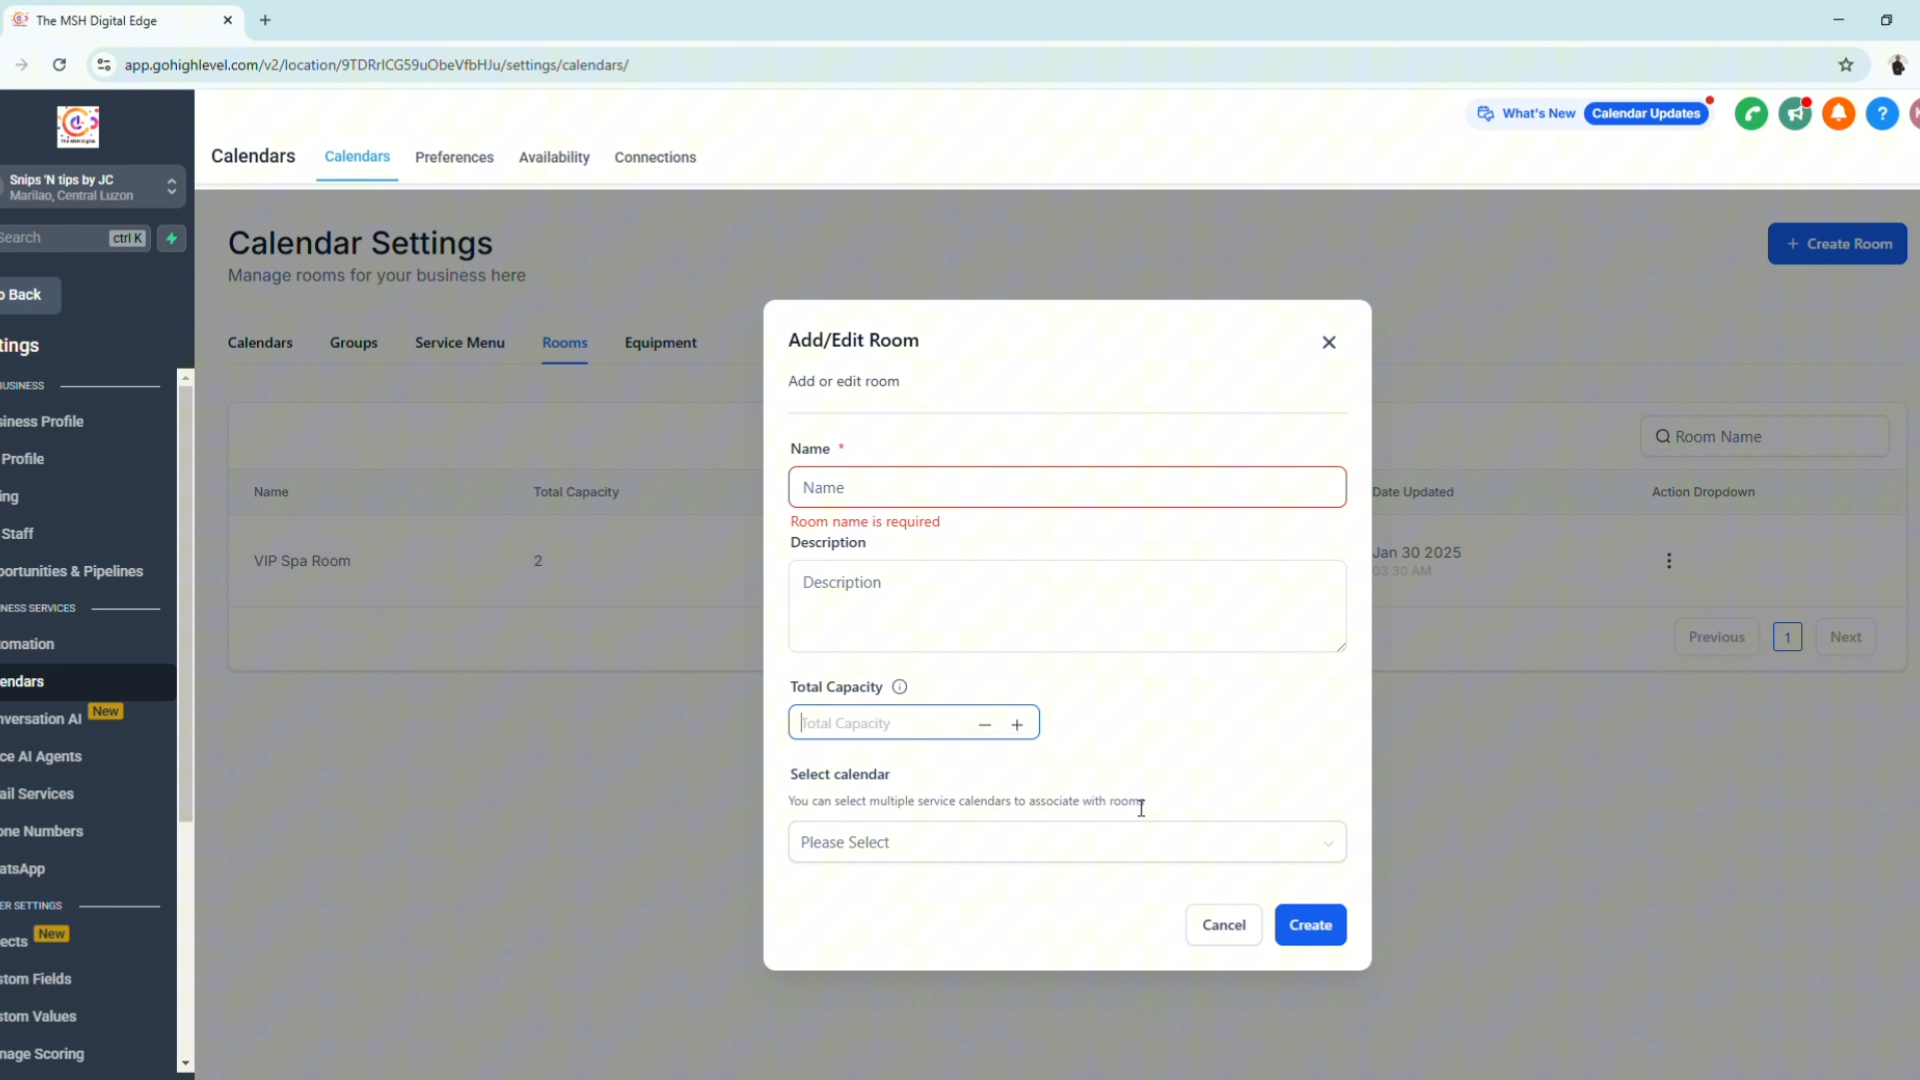 The MSH Digital Edge
app.gohighlevel.com/v2/location/9TDRrICG59uObeVfbHJu/settings/calendars/
What's New
Calendar Updates
Calendars
Calendars
Preferences
Availability
Connections
Snips 'N tips by JC
Marilao, Central Luzon
Search
ctrl K
o Back
tings
BUSINESS
siness Profile
Profile
ing
Staff
portunities & Pipelines
NESS SERVICES
omation
endars
nversation AI
New
ce AI Agents
ail Services
one Numbers
atsApp
ER SETTINGS
ects
New
stom Fields
stom Values
nage Scoring
Calendar Settings
Manage rooms for your business here
+ Create Room
Calendars
Groups
Service Menu
Rooms
Equipment
Room Name
Name
Total Capacity
Date Updated
Action Dropdown
VIP Spa Room
2
Jan 30 2025
03 30 AM
Previous
1
Next
Add/Edit Room
Add or edit room
Name *
Name
Room name is required
Description
Description
Total Capacity
Total Capacity
Select calendar
You can select multiple service calendars to associate with rooms
Please Select
Cancel
Create